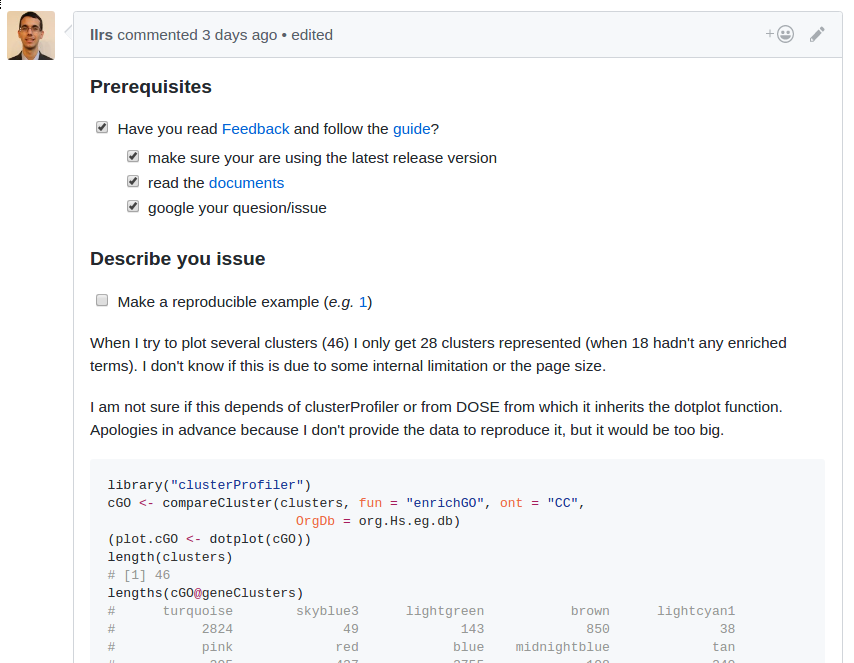 llrs commented 3 days ago • edited
Prerequisites
Have you read Feedback and follow the guide?
make sure your are using the latest release version
read the documents
google your quesion/issue
Describe you issue
Make a reproducible example (e.g. 1)
When I try to plot several clusters (46) I only get 28 clusters represented (when 18 hadn't any enriched
terms). I don't know if this is due to some internal limitation or the page size.
I am not sure if this depends of clusterProfiler or from DOSE from which it inherits the dotplot function.
Apologies in advance because I don't provide the data to reproduce it, but it would be too big.
library("clusterProfiler")
cGO <- compareCluster(clusters, fun = "enrichGO", ont = "CC",
OrgDb = org.Hs.eg.db)
(plot.cGO <- dotplot(cGO))
length(clusters)
# [1] 46
lengths(cGO@geneClusters)
# turquoise skyblue3 lightgreen brown lightcyan1
# 2824 49 143 850 38
# pink red blue midnightblue tan